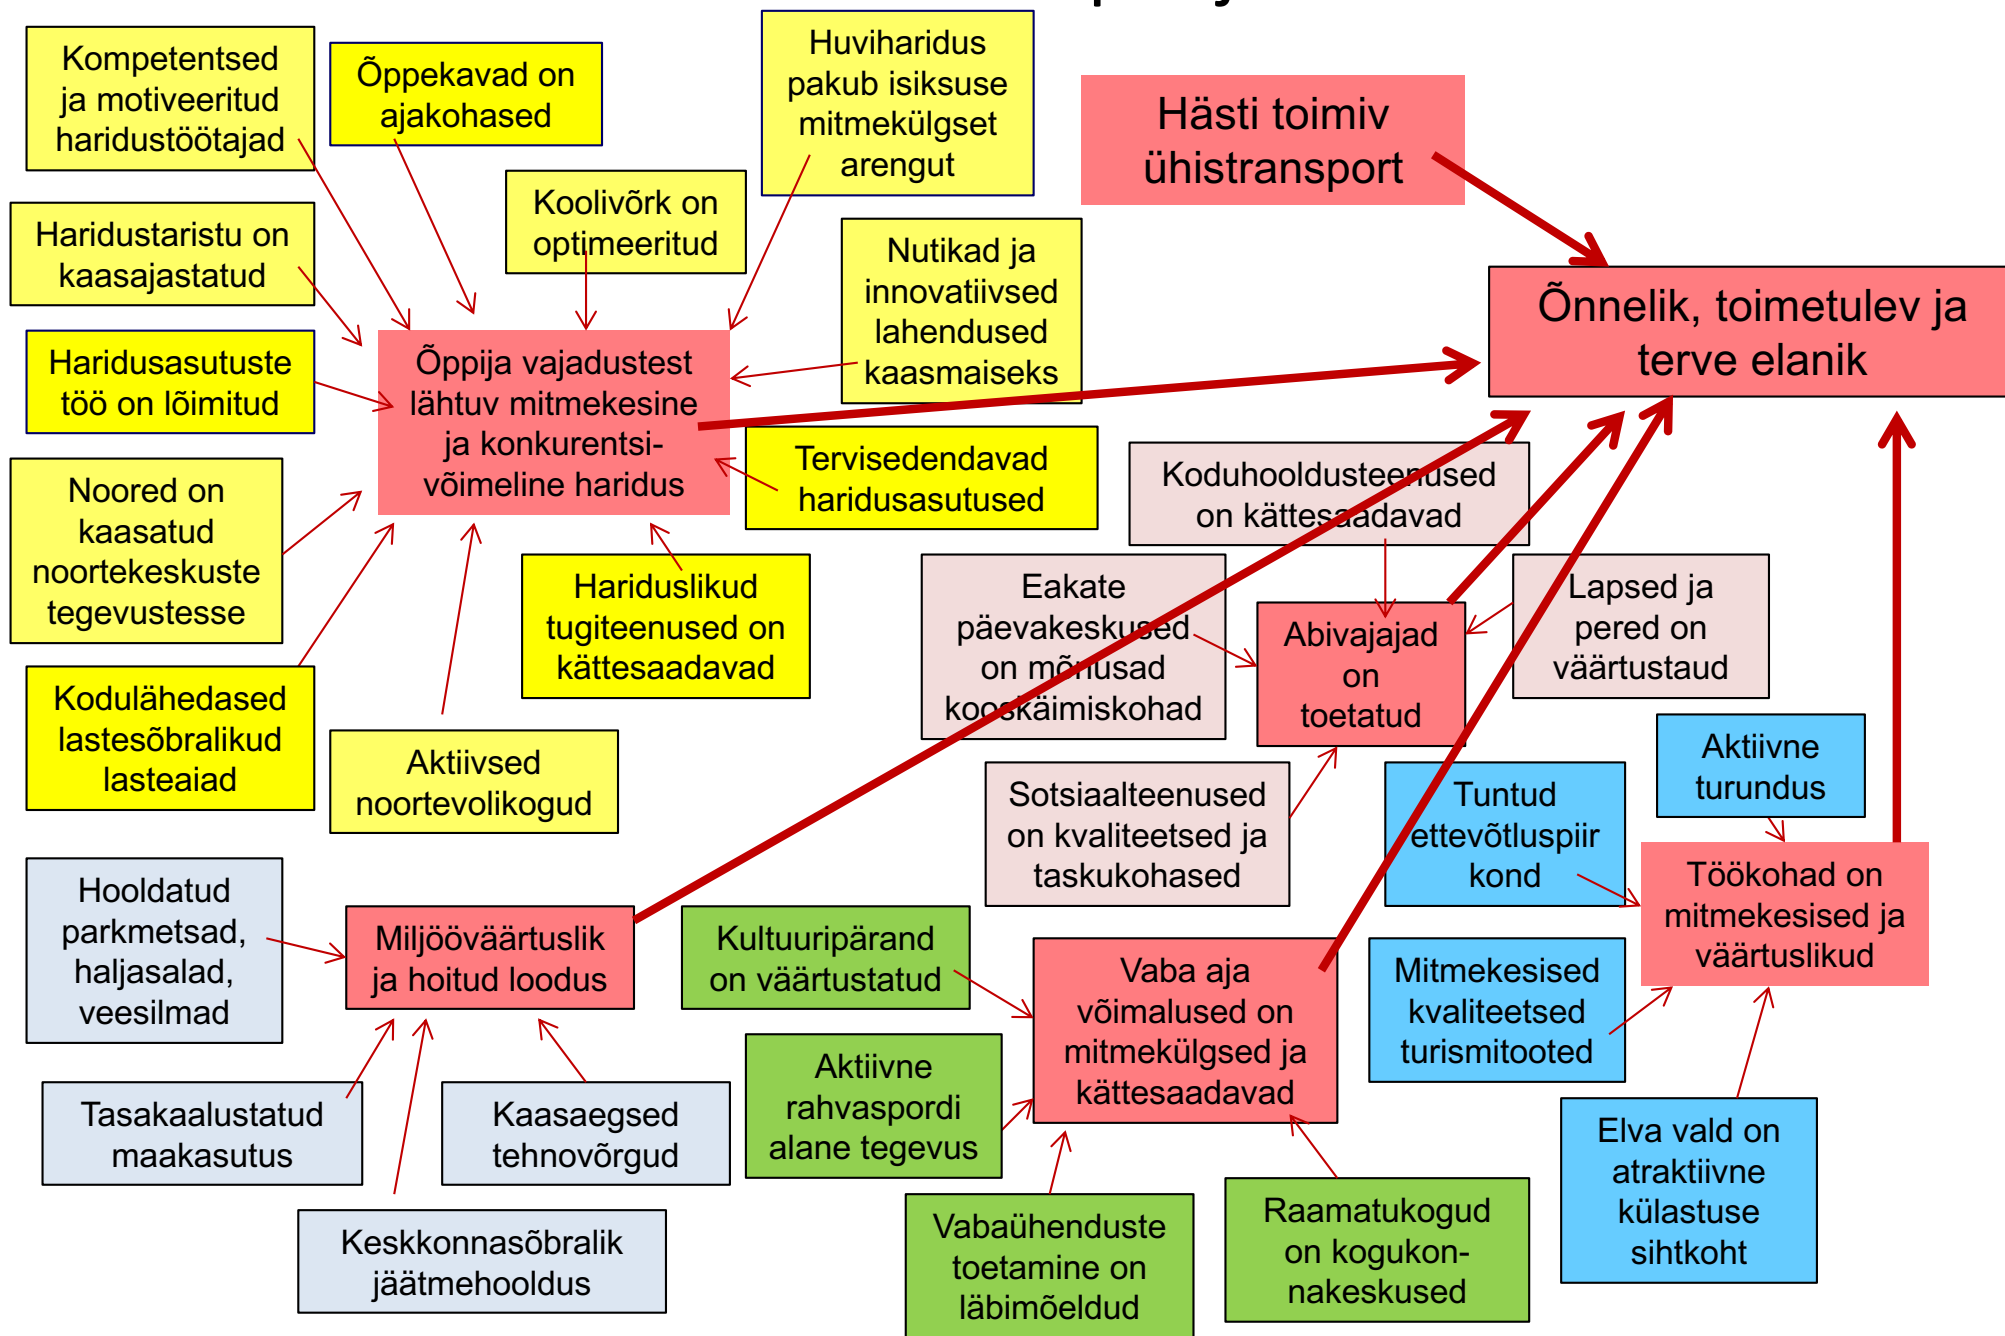 Kompetentsed
ja motiveeritud
haridustöötajad
Õppekavad on
ajakohased
Huviharidus
pakub isiksuse
mitmekülgset
arengut
Hästi toimiv
ühistransport
Koolivõrk on
optimeeritud
Haridustaristu on
kaasajastatud
Nutikad ja
innovatiivsed
lahendused
kaasmaiseks
Õnnelik, toimetulev ja
terve elanik
Haridusasutuste
töö on lõimitud
Õppija vajadustest
lähtuv mitmekesine
ja konkurentsi-
võimeline haridus
Tervisedendavad
haridusasutused
Koduhooldusteenused
on kättesaadavad
Noored on
kaasatud
noortekeskuste
tegevustesse
Hariduslikud
tugiteenused on
kättesaadavad
Eakate
päevakeskused
on mõnusad
kooskäimiskohad
Abivajajad
on
toetatud
Lapsed ja
pered on
väärtustaud
Kodulähedased
lastesõbralikud
lasteaiad
Aktiivsed
noortevolikogud
Sotsiaalteenused
on kvaliteetsed ja
taskukohased
Tuntud
ettevõtluspiir
kond
Aktiivne
turundus
Hooldatud
parkmetsad,
haljasalad,
veesilmad
Miljööväärtuslik
ja hoitud loodus
Kultuuripärand
on väärtustatud
Vaba aja
võimalused on
mitmekülgsed ja
kättesaadavad
Töökohad on
mitmekesised ja
väärtuslikud
Mitmekesised
kvaliteetsed
turismitooted
Tasakaalustatud
maakasutus
Kaasaegsed
tehnovõrgud
Aktiivne
rahvaspordi
alane tegevus
Elva vald on
atraktiivne
külastuse
sihtkoht
Keskkonnasõbralik
jäätmehooldus
Vabaühenduste
toetamine on
läbimõeldud
Raamatukogud
on kogukon-
nakeskused